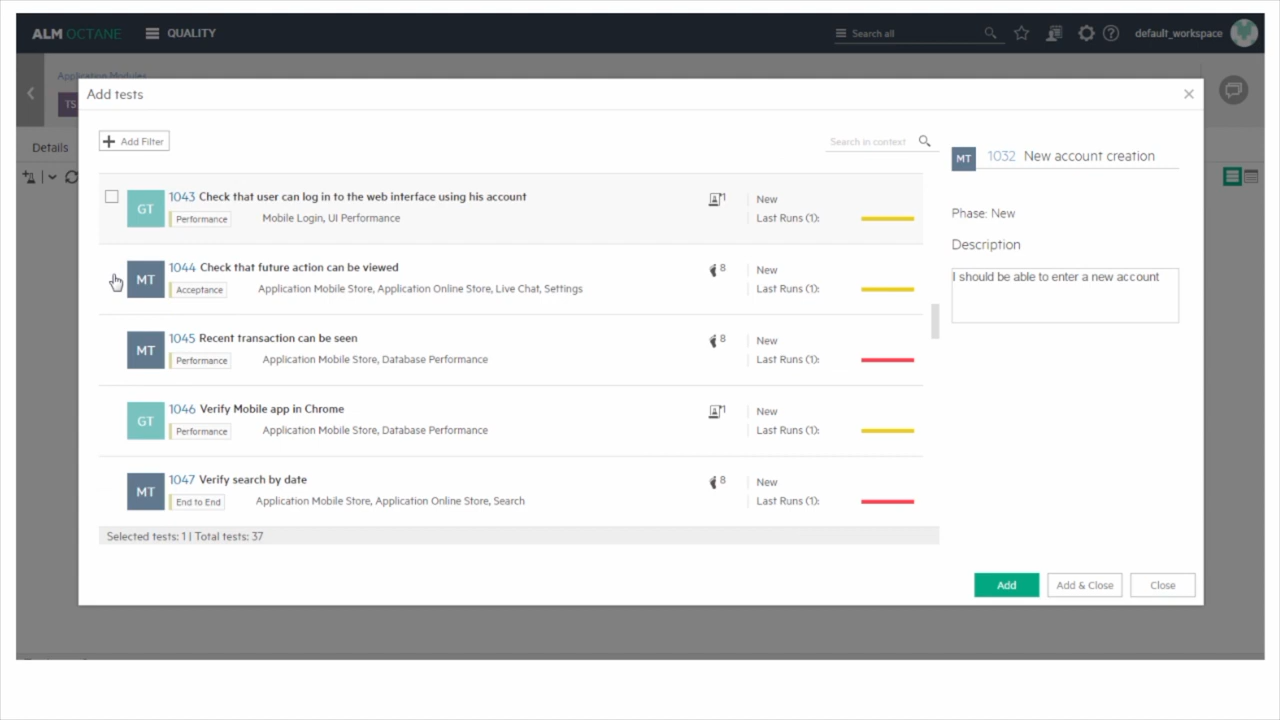 ALM OCTANE QUALITY Search all default_workspace
Application Modules
TS
Add tests
Add Filter Search in context
MT 1032 New account creation
Details
GT 1043 Check that user can log in to the web interface using his account 1 New
Performance Mobile Login, UI Performance Last Runs (1):
Phase: New
Description
MT 1044 Check that future action can be viewed 8 New
Acceptance Application Mobile Store, Application Online Store, Live Chat, Settings Last Runs (1):
I should be able to enter a new account
MT 1045 Recent transaction can be seen 8 New
Performance Application Mobile Store, Database Performance Last Runs (1):
GT 1046 Verify Mobile app in Chrome 1 New
Performance Application Mobile Store, Database Performance Last Runs (1):
MT 1047 Verify search by date 8 New
End to End Application Mobile Store, Application Online Store, Search Last Runs (1):
Selected tests: 1 | Total tests: 37
Add Add & Close Close